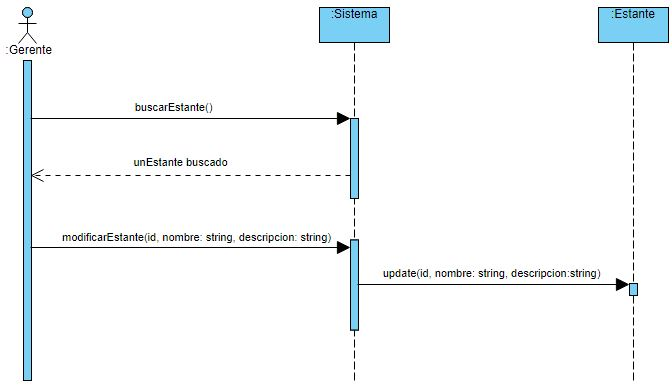 :Sistema
:Estante
:Gerente
buscarEstante()
unEstante buscado
modificarEstante(id, nombre: string, descripcion: string)
update(id, nombre: string, descripcion:string)